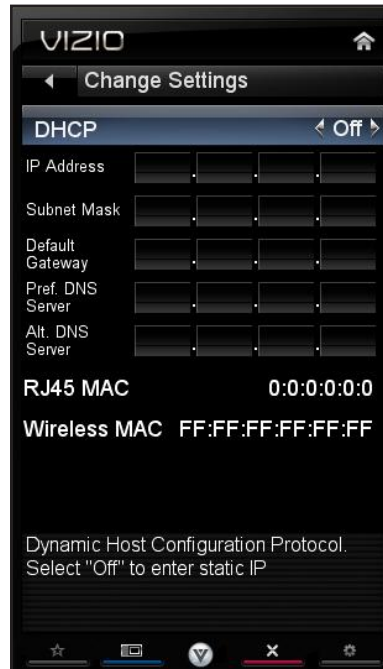 VIZIO
Change Settings
DHCP Off
IP Address . . .
Subnet Mask . . .
Default
Gateway . . .
Pref. DNS
Server . . .
Alt. DNS
Server . . .
RJ45 MAC 0:0:0:0:0:0
Wireless MAC FF:FF:FF:FF:FF:FF
Dynamic Host Configuration Protocol.
Select "Off" to enter static IP
V